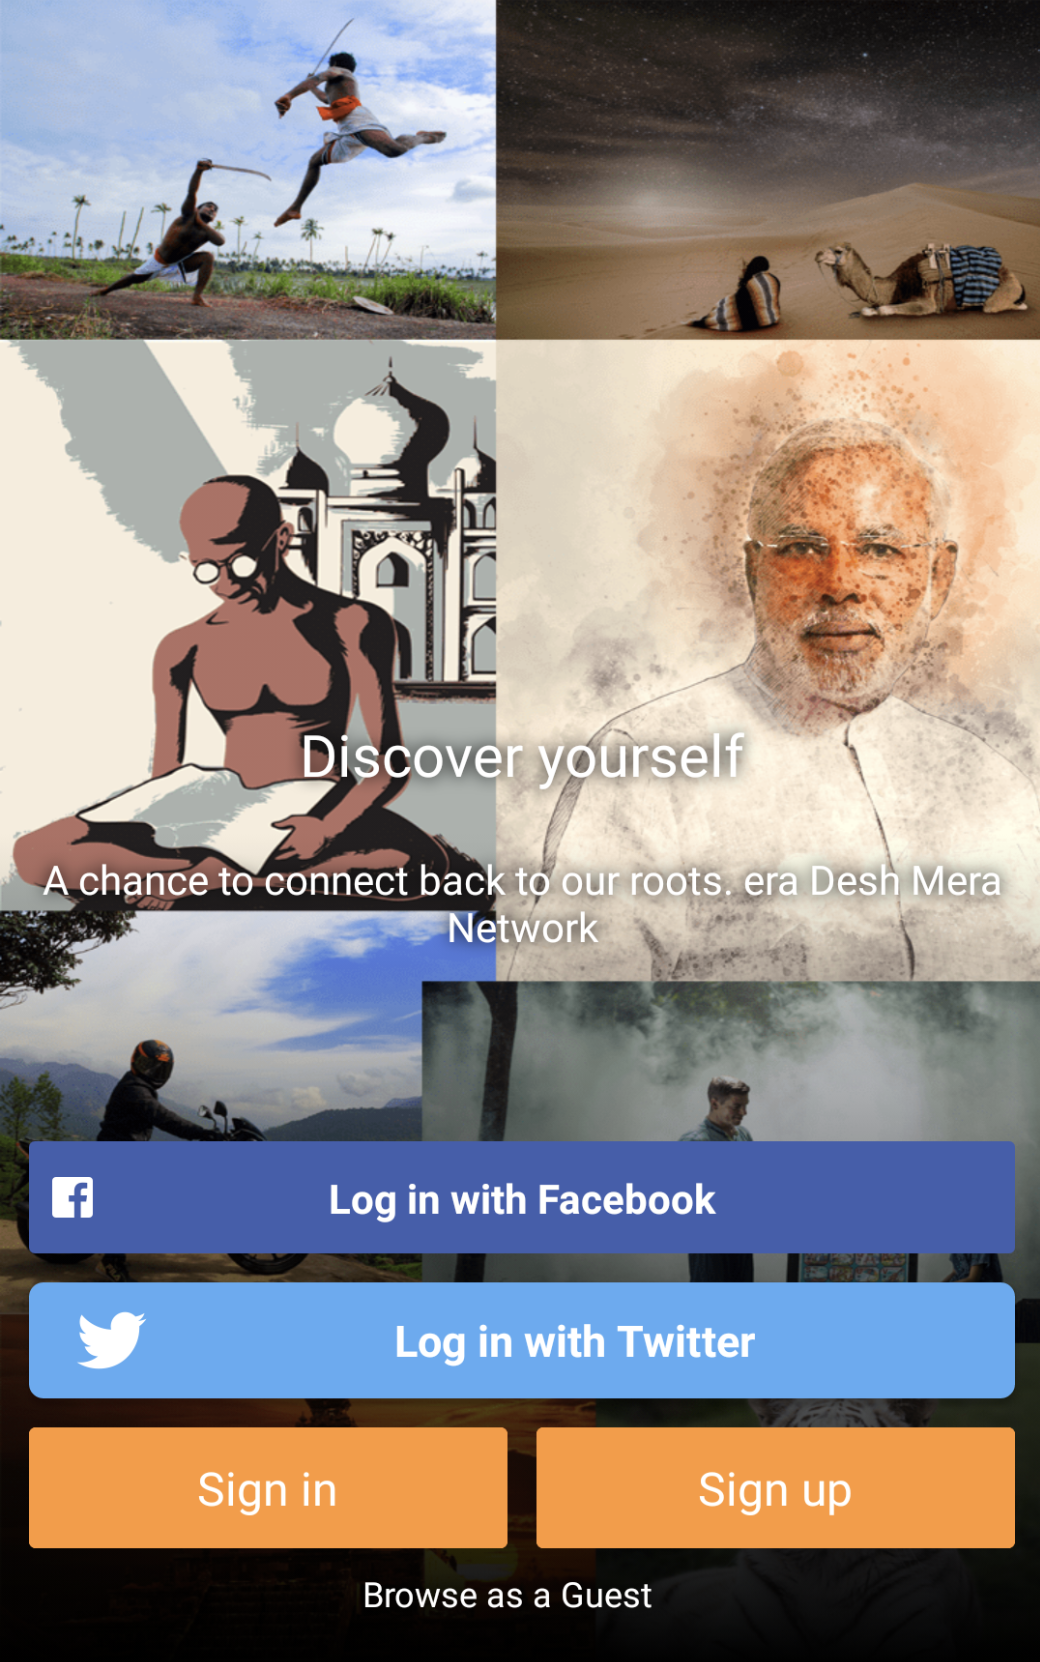 Discover yourself
A chance to connect back to our roots. era Desh Mera
Network
Log in with Facebook
Log in with Twitter
Sign in
Sign up
Browse as a Guest